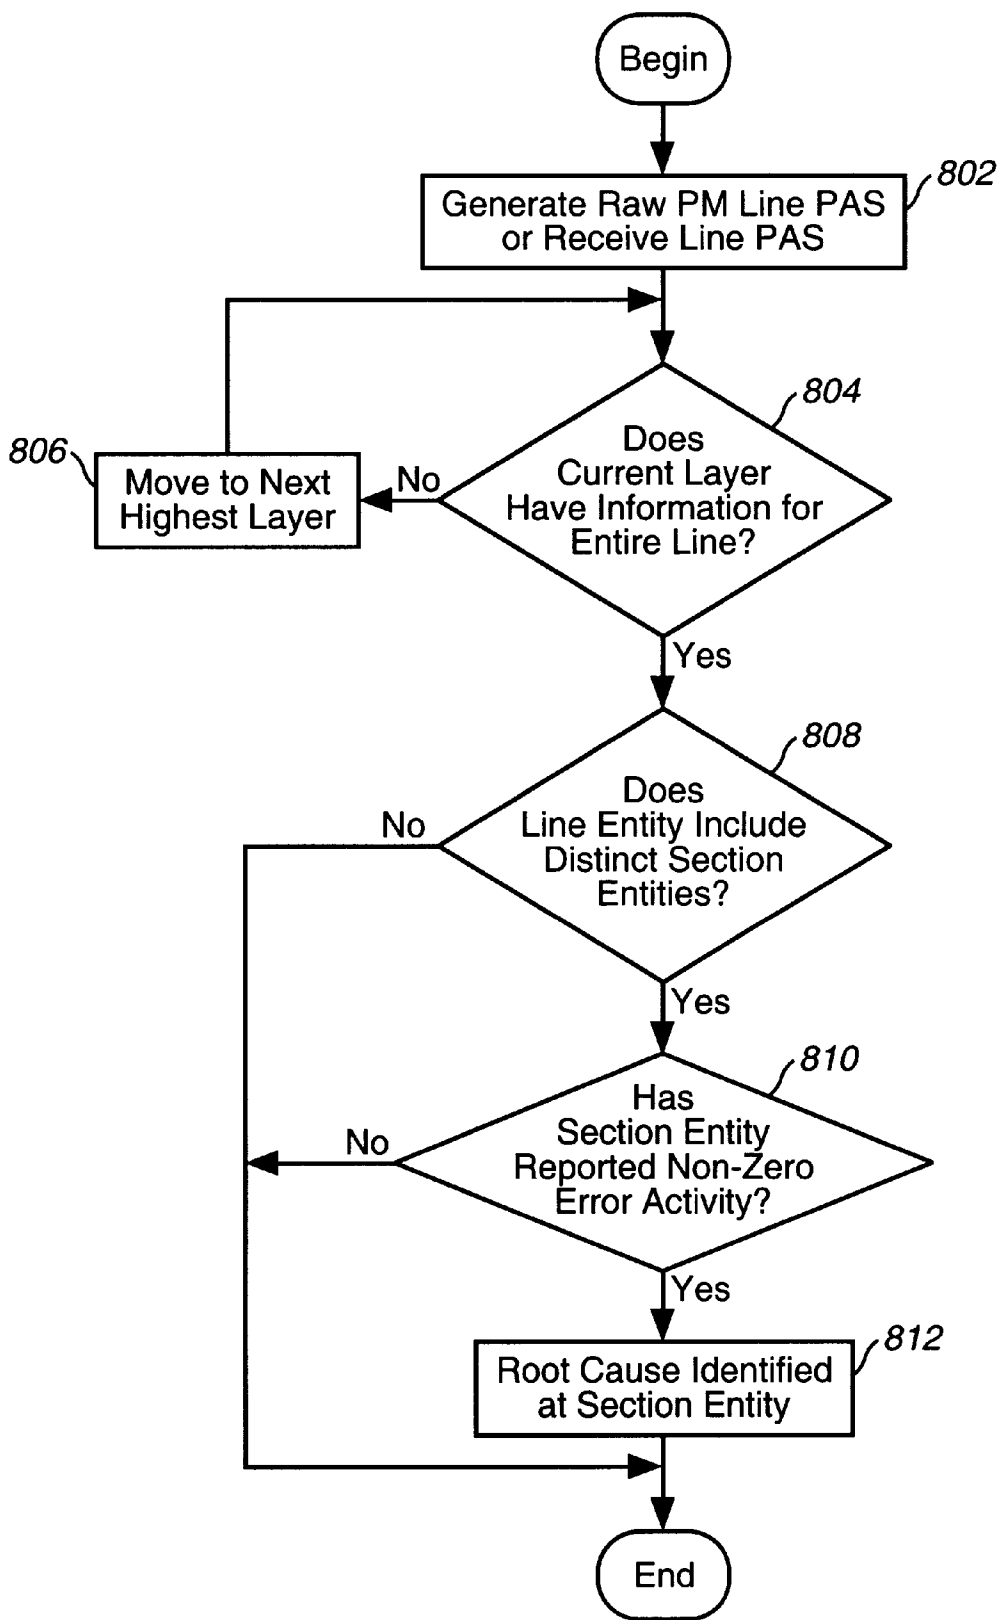 Begin
802
Generate Raw PM Line PAS
or Receive Line PAS
804
Does
Current Layer
Have Information for
Entire Line?
No
806
Move to Next
Highest Layer
Yes
808
Does
Line Entity Include
Distinct Section
Entities?
No
Yes
810
Has
Section Entity
Reported Non-Zero
Error Activity?
No
Yes
812
Root Cause Identified
at Section Entity
End